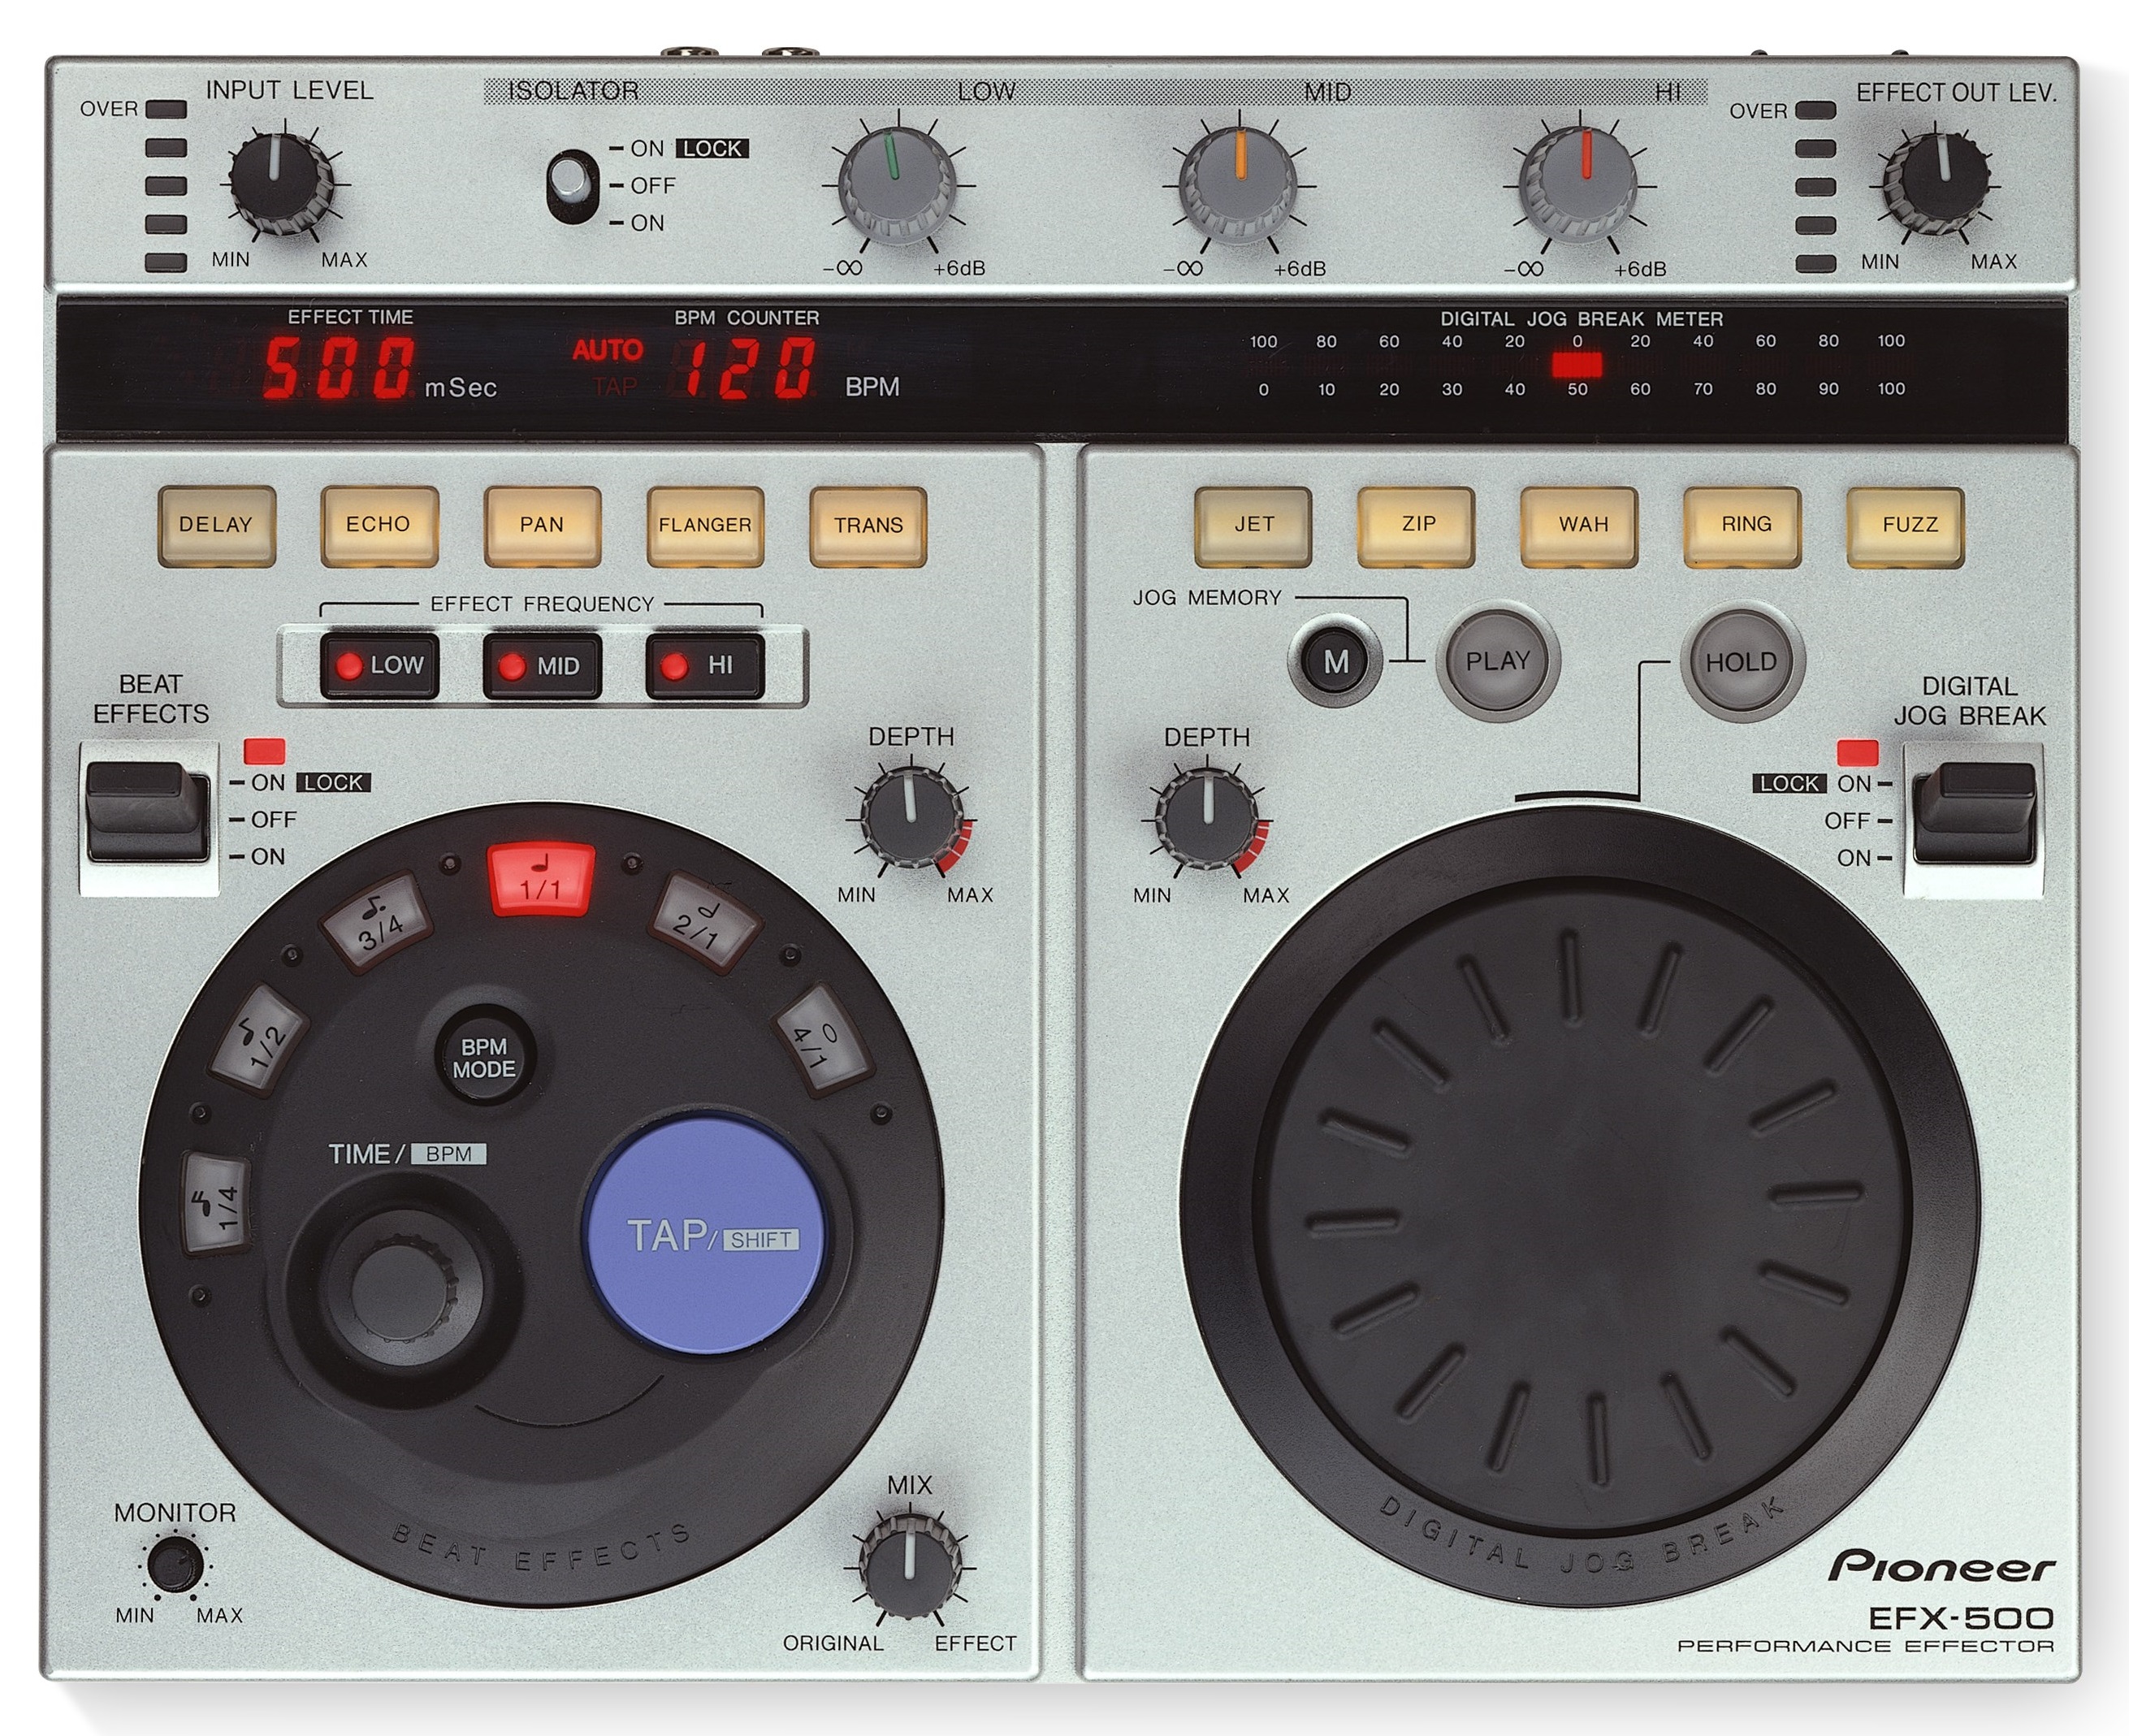 INPUT LEVEL
OVER
MIN MAX
ISOLATOR LOW MID HI
ON LOCK
OFF
ON
-∞ +6dB
-∞ +6dB
-∞ +6dB
EFFECT OUT LEV.
OVER
MIN MAX
EFFECT TIME
500 mSec
BPM COUNTER
AUTO
TAP
120 BPM
DIGITAL JOG BREAK METER
100 80 60 40 20 0 20 40 60 80 100
0 10 20 30 40 50 60 70 80 90 100
DELAY ECHO PAN FLANGER TRANS
EFFECT FREQUENCY
LOW MID HI
BEAT
EFFECTS
ON LOCK
OFF
ON
DEPTH
MIN MAX
1/4
1/2
3/4
1/1
2/1
4/1
BPM
MODE
TIME/BPM
TAP/SHIFT
BEAT EFFECTS
MONITOR
MIN MAX
MIX
ORIGINAL EFFECT
JET ZIP WAH RING FUZZ
JOG MEMORY
M PLAY HOLD
DEPTH
MIN MAX
DIGITAL
JOG BREAK
LOCK ON
OFF
ON
DIGITAL JOG BREAK
Pioneer
EFX-500
PERFORMANCE EFFECTOR